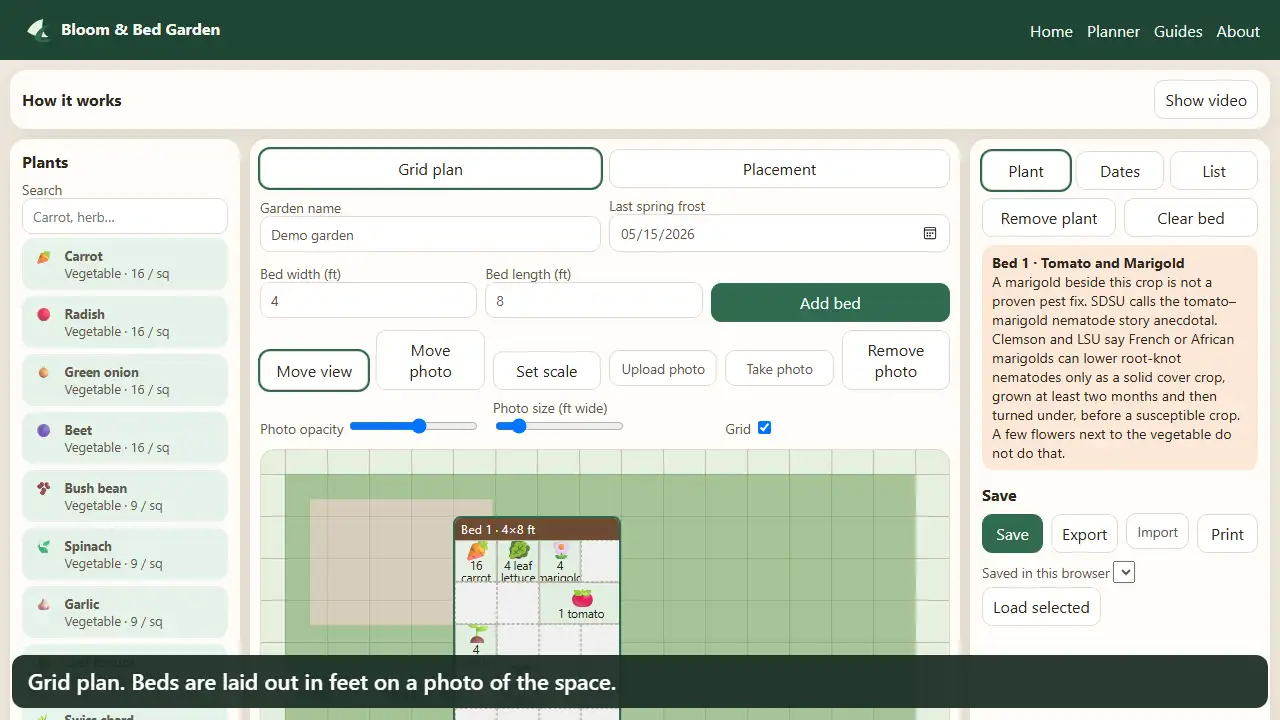 Bloom & Bed Garden
Home Planner Guides About
How it works
Show video
Plants
Search
Carrot, herb...
Carrot
Vegetable · 16 / sq
Radish
Vegetable · 16 / sq
Green onion
Vegetable · 16 / sq
Beet
Vegetable · 16 / sq
Bush bean
Vegetable · 9 / sq
Spinach
Vegetable · 9 / sq
Garlic
Vegetable · 9 / sq
Swiss chard
Grid plan
Placement
Garden name
Demo garden
Last spring frost
05/15/2026
Bed width (ft)
4
Bed length (ft)
8
Add bed
Move view
Move
photo
Set scale
Upload photo
Take photo
Remove
photo
Photo opacity
Photo size (ft wide)
Grid
Bed 1 · 4×8 ft
16
carrot
4 leaf
lettuce
4
marigold
1 tomato
4
Plant
Dates
List
Remove plant
Clear bed
Bed 1 · Tomato and Marigold
A marigold beside this crop is not a
proven pest fix. SDSU calls the tomato–
marigold nematode story anecdotal.
Clemson and LSU say French or African
marigolds can lower root-knot
nematodes only as a solid cover crop,
grown at least two months and then
turned under, before a susceptible crop.
A few flowers next to the vegetable do
not do that.
Save
Save
Export
Import
Print
Saved in this browser
Load selected
Grid plan. Beds are laid out in feet on a photo of the space.